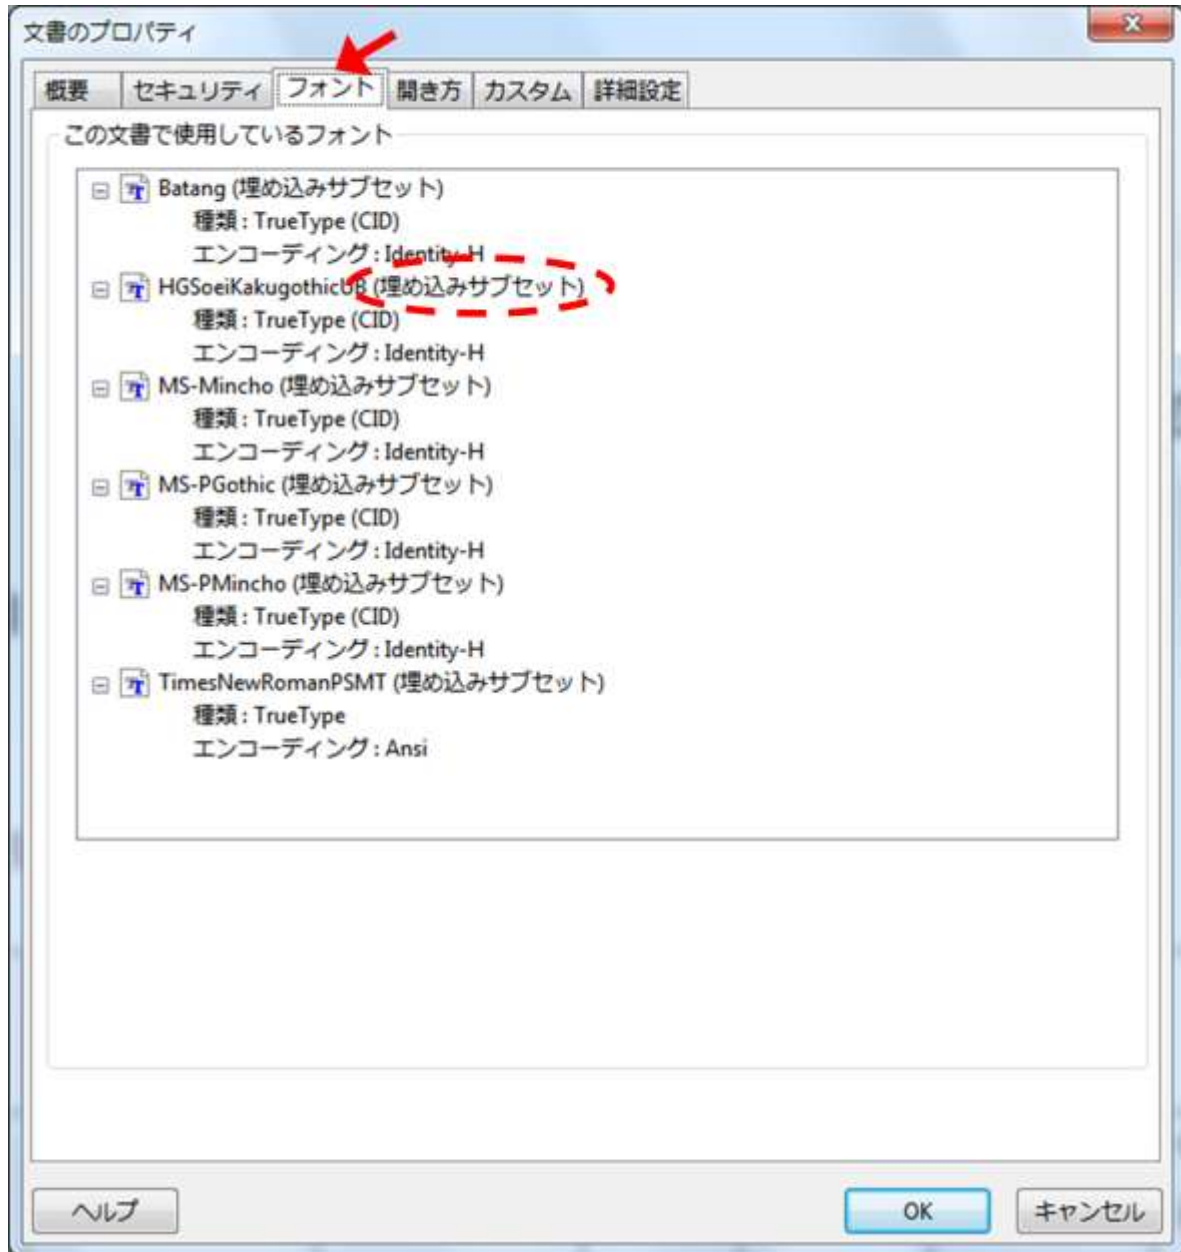 文書のプロパティ
概要 セキュリティ フォント 開き方 カスタム 詳細設定
この文書で使用しているフォント
Batang (埋め込みサブセット)
種類 : TrueType (CID)
エンコーディング : Identity-H
HGSoeiKakugothicUB (埋め込みサブセット)
種類 : TrueType (CID)
エンコーディング : Identity-H
MS-Mincho (埋め込みサブセット)
種類 : TrueType (CID)
エンコーディング : Identity-H
MS-PGothic (埋め込みサブセット)
種類 : TrueType (CID)
エンコーディング : Identity-H
MS-PMincho (埋め込みサブセット)
種類 : TrueType (CID)
エンコーディング : Identity-H
TimesNewRomanPSMT (埋め込みサブセット)
種類 : TrueType
エンコーディング : Ansi
ヘルプ OK キャンセル